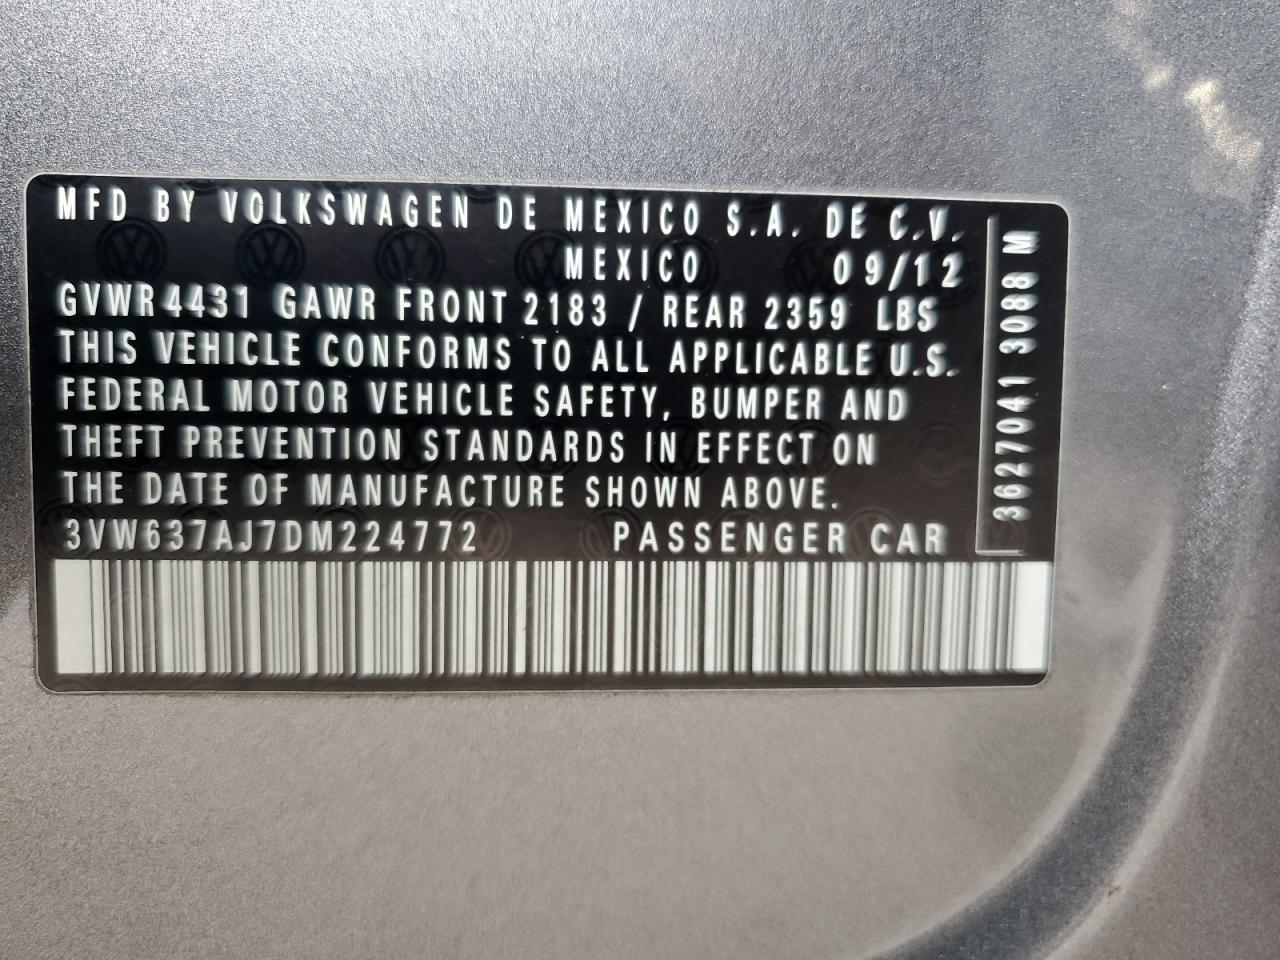 MFD BY VOLKSWAGEN DE MEXICO S.A. DE C.V.
MEXICO 09/12
GVWR 4431 GAWR FRONT 2183 / REAR 2359 LBS
THIS VEHICLE CONFORMS TO ALL APPLICABLE U.S.
FEDERAL MOTOR VEHICLE SAFETY, BUMPER AND
THEFT PREVENTION STANDARDS IN EFFECT ON
THE DATE OF MANUFACTURE SHOWN ABOVE.
3VW637AJ7DM224772 PASSENGER CAR
3627041 3088 M